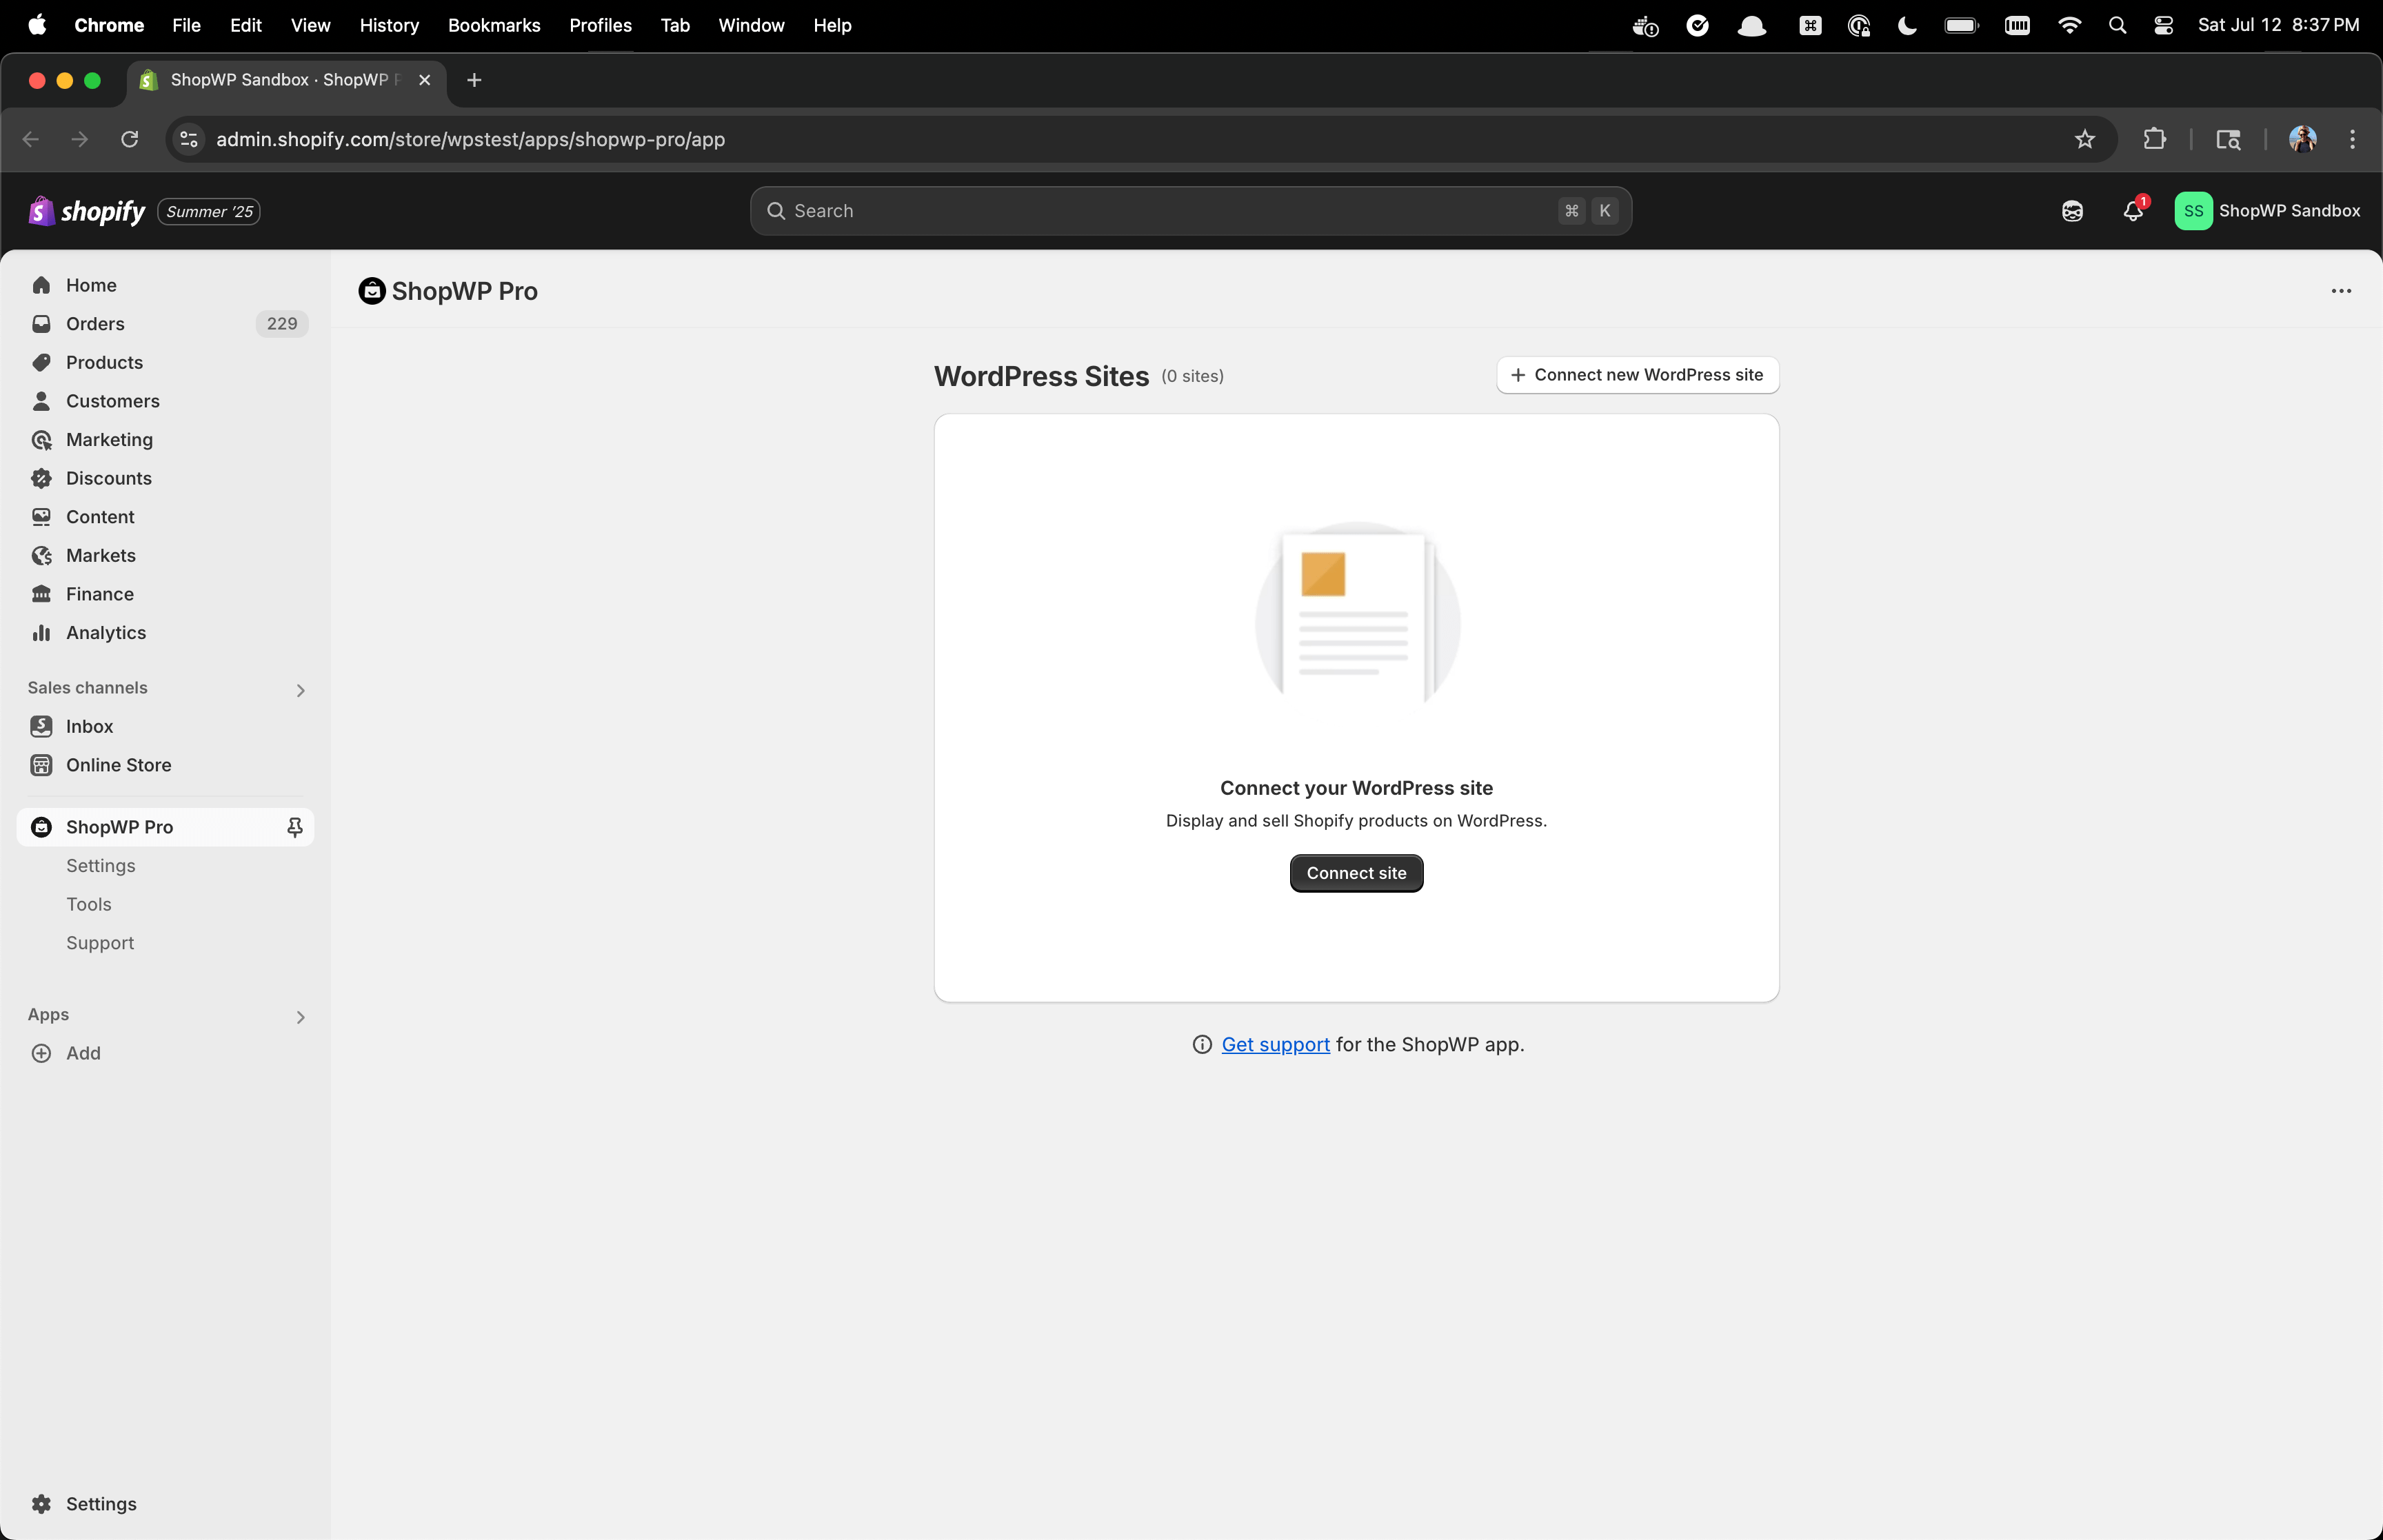 Chrome File Edit View History Bookmarks Profiles Tab Window Help Sat Jul 12 8:37 PM
ShopWP Sandbox · ShopWP
admin.shopify.com/store/wpstest/apps/shopwp-pro/app
shopify Summer '25 Search ⌘ K 1 SS ShopWP Sandbox
Home
Orders 229
Products
Customers
Marketing
Discounts
Content
Markets
Finance
Analytics
Sales channels
Inbox
Online Store
ShopWP Pro
Settings
Tools
Support
Apps
Add
Settings
ShopWP Pro
WordPress Sites (0 sites)
Connect new WordPress site
Connect your WordPress site
Display and sell Shopify products on WordPress.
Connect site
Get support for the ShopWP app.